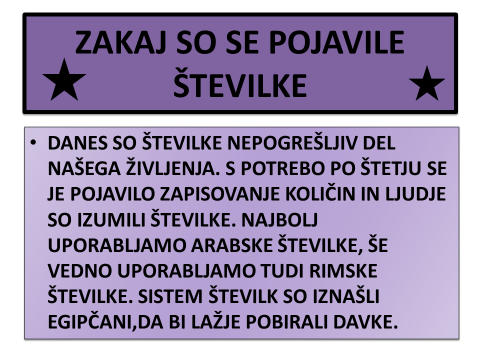 ZAKAJ SO SE POJAVILE
ŠTEVILKE
• DANES SO ŠTEVILKE NEPOGREŠLJIV DEL
NAŠEGA ŽIVLJENJA. S POTREBO PO ŠTETJU SE
JE POJAVILO ZAPISOVANJE KOLIČIN IN LJUDJE
SO IZUMILI ŠTEVILKE. NAJBOLJ
UPORABLJAMO ARABSKE ŠTEVILKE, ŠE
VEDNO UPORABLJAMO TUDI RIMSKE
ŠTEVILKE. SISTEM ŠTEVILK SO IZNAŠLI
EGIPČANI,DA BI LAŽJE POBIRALI DAVKE.